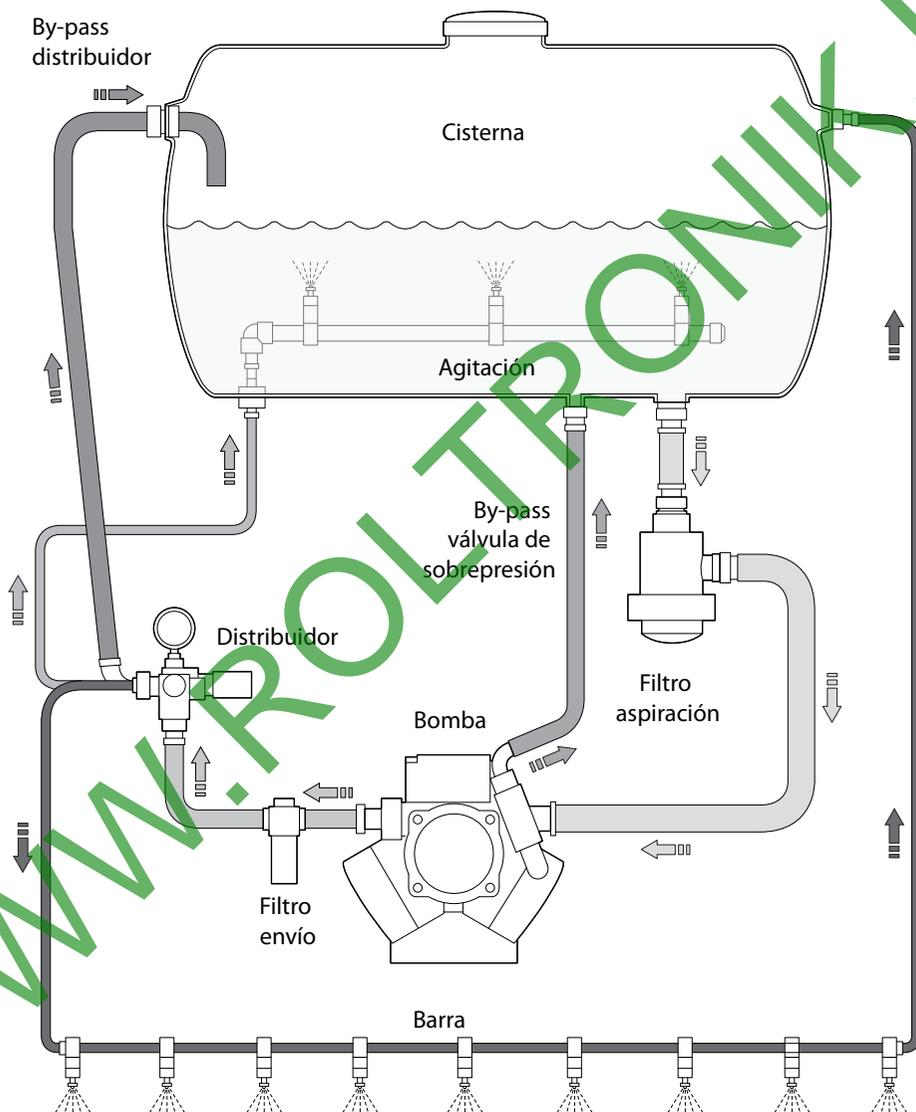 By-pass
distribuidor
Cisterna
Agitación
By-pass
válvula de
sobrepresión
Distribuidor
Filtro
aspiración
Bomba
Filtro
envío
Barra
WWW.ROLTRONIK